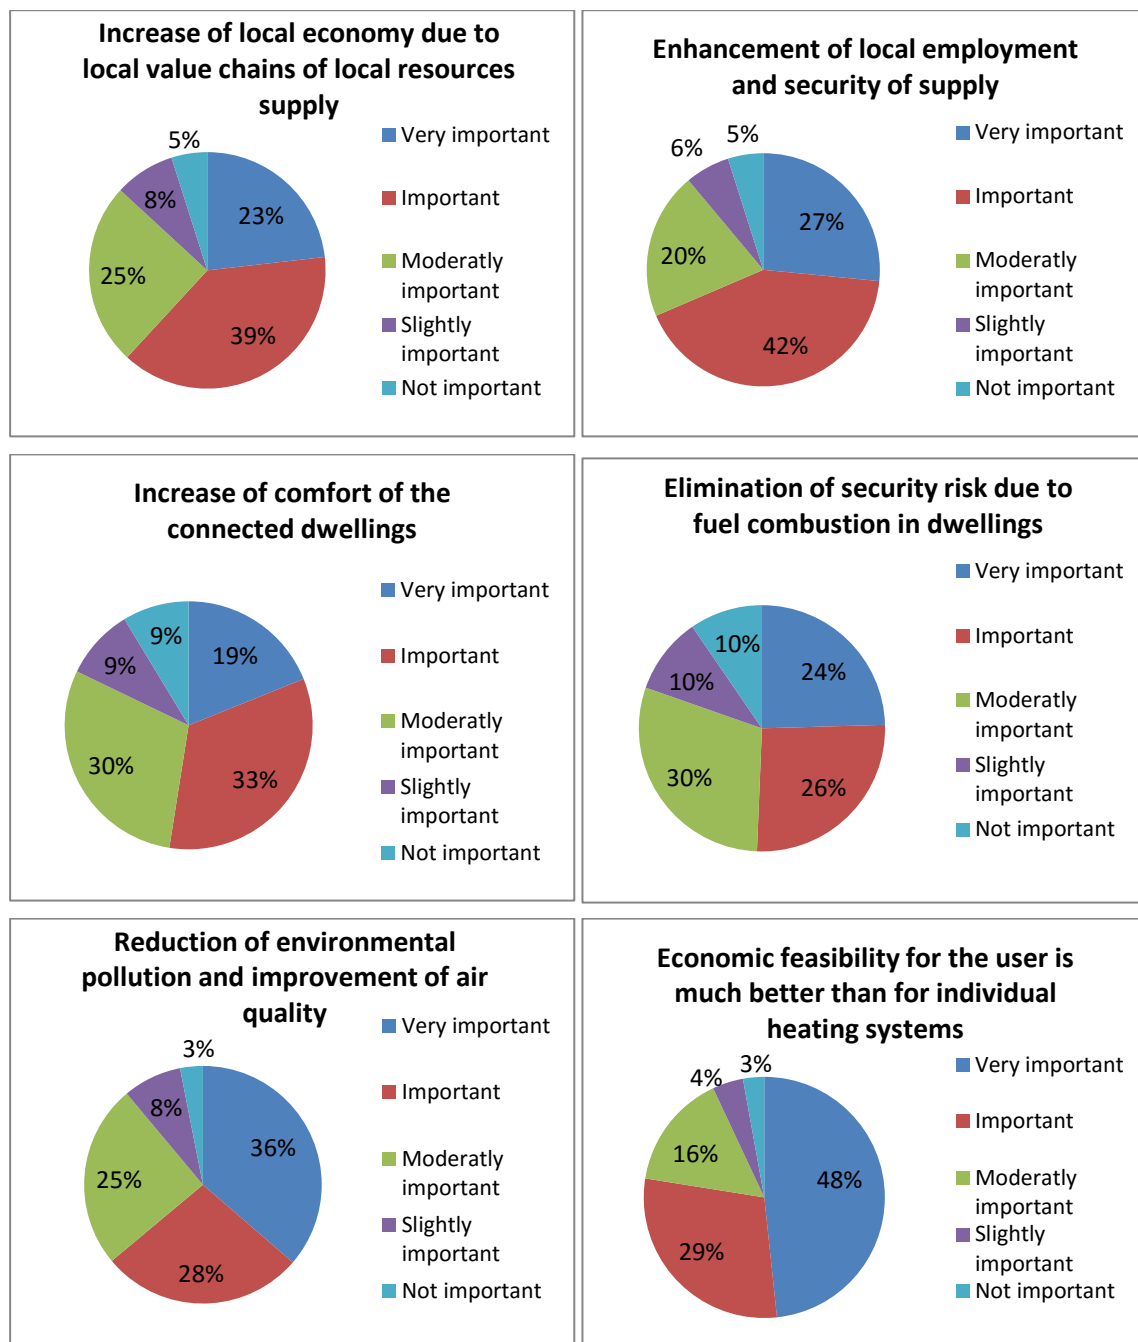 Increase of local economy due to
local value chains of local resources
supply
Very important
Important
Moderatly
important
Slightly
important
Not important
5%
8%
23%
25%
39%
Enhancement of local employment
and security of supply
Very important
Important
Moderatly
important
Slightly
important
Not important
5%
6%
27%
20%
42%
Increase of comfort of the
connected dwellings
Very important
Important
Moderatly
important
Slightly
important
Not important
9%
19%
9%
30%
33%
Elimination of security risk due to
fuel combustion in dwellings
Very important
Important
Moderatly
important
Slightly
important
Not important
10%
24%
10%
30%
26%
Reduction of environmental
pollution and improvement of air
quality
Very important
Important
Moderatly
important
Slightly
important
Not important
3%
8%
36%
25%
28%
Economic feasibility for the user is
much better than for individual
heating systems
Very important
Important
Moderatly
important
Slightly
important
Not important
3%
4%
16%
48%
29%